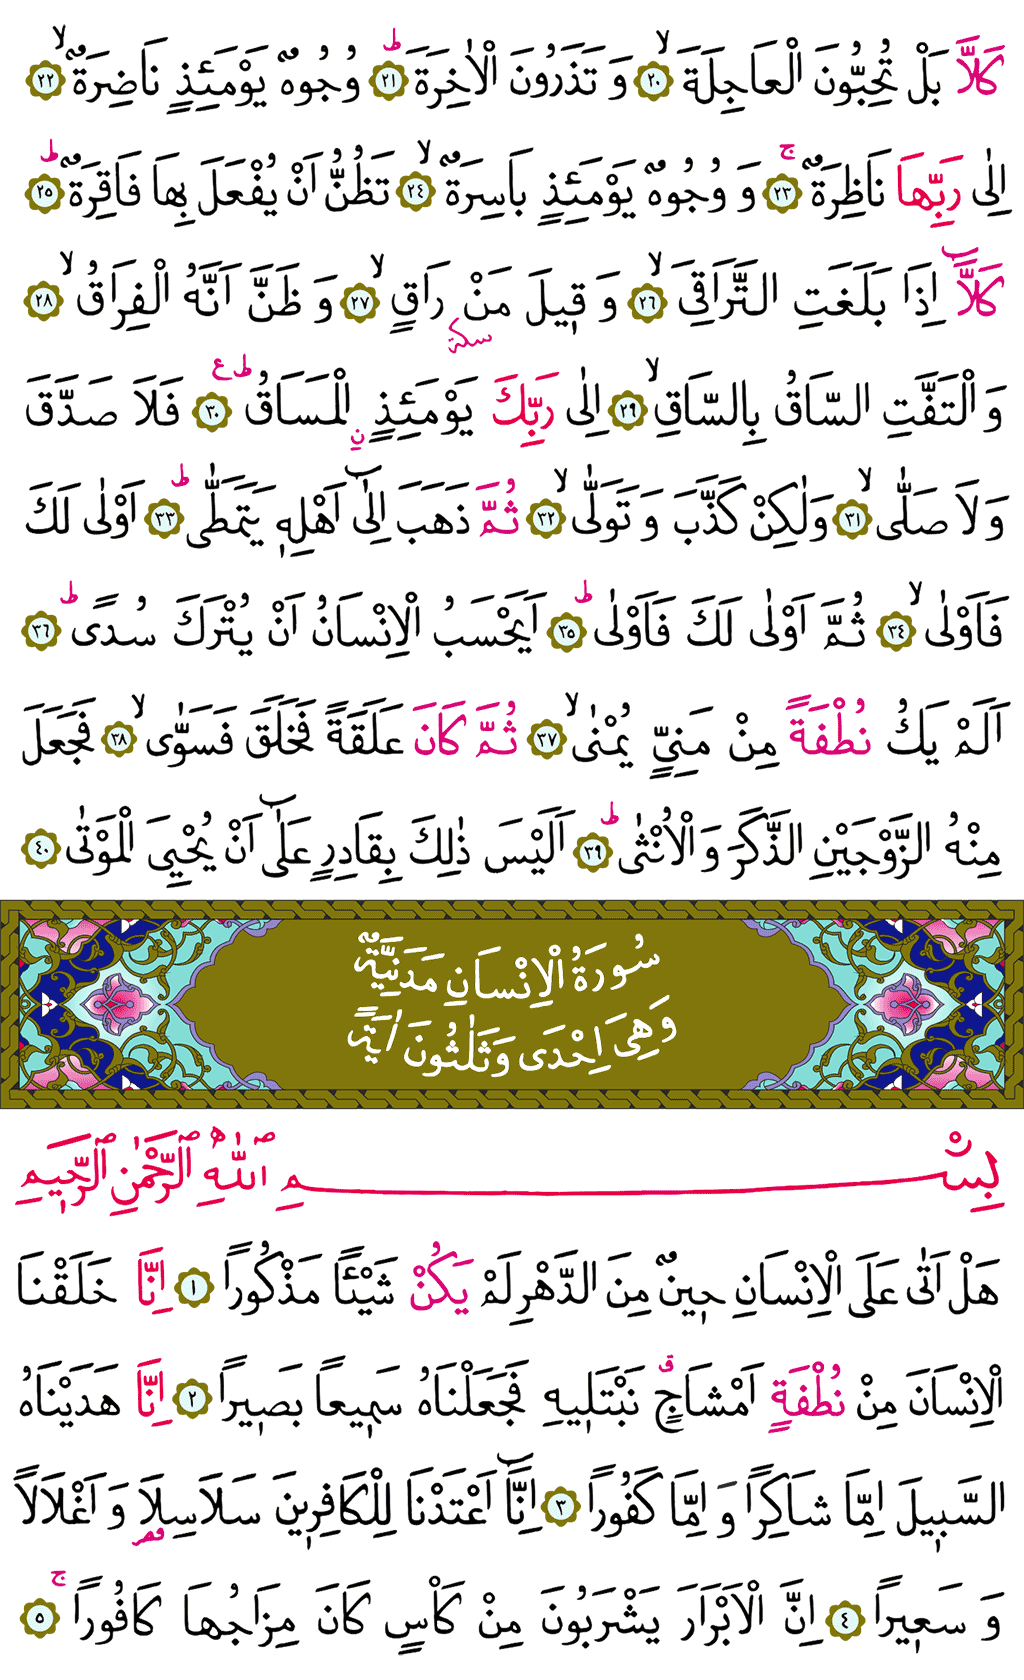 كَلَّا بَلْ تُحِبُّونَ الْعَاجِلَةَۙ ﴿٢٠﴾ وَ تَذَرُونَ الْاٰخِرَةَۜ ﴿٢١﴾ وُجُوهٌ يَوْمَئِذٍ نَاضِرَةٌۙ ﴿٢٢﴾
اِلٰى رَبِّهَا نَاظِرَةٌۚ ﴿٢٣﴾ وَ وُجُوهٌ يَوْمَئِذٍ بَاسِرَةٌۙ ﴿٢٤﴾ تَظُنُّ اَنْ يُفْعَلَ بِهَا فَاقِرَةٌۜ ﴿٢٥﴾
كَلَّٓا اِذَا بَلَغَتِ التَّرَاقِيَۙ ﴿٢٦﴾ وَ قِيلَ مَنْ سكتة رَاقٍۙ ﴿٢٧﴾ وَ ظَنَّ اَنَّهُ الْفِرَاقُۙ ﴿٢٨﴾
وَ الْتَفَّتِ السَّاقُ بِالسَّاقِۙ ﴿٢٩﴾ اِلٰى رَبِّكَ يَوْمَئِذٍ نِ الْمَسَاقُۜ ع ﴿٣٠﴾ فَلَا صَدَّقَ
وَلَا صَلّٰىۙ ﴿٣١﴾ وَلٰكِنْ كَذَّبَ وَ تَوَلّٰىۙ ﴿٣٢﴾ ثُمَّ ذَهَبَ اِلٰٓى اَهْلِهٖ يَتَمَطّٰىۜ ﴿٣٣﴾ اَوْلٰى لَكَ
فَاَوْلٰىۙ ﴿٣٤﴾ ثُمَّ اَوْلٰى لَكَ فَاَوْلٰىۜ ﴿٣٥﴾ اَيَحْسَبُ الْاِنْسَانُ اَنْ يُتْرَكَ سُدًىۜ ﴿٣٦﴾
اَلَمْ يَكُ نُطْفَةً مِنْ مَنِيٍّ يُمْنٰىۙ ﴿٣٧﴾ ثُمَّ كَانَ عَلَقَةً فَخَلَقَ فَسَوّٰىۙ ﴿٣٨﴾ فَجَعَلَ
مِنْهُ الزَّوْجَيْنِ الذَّكَرَ وَالْاُنْثٰىۜ ﴿٣٩﴾ اَلَيْسَ ذٰلِكَ بِقَادِرٍ عَلٰٓى اَنْ يُحْيِيَ الْمَوْتٰى ﴿٤٠﴾
سُورَةُ الْاِنْسَانِ مَدَنِيَّةٌ
وَهِيَ اِحْدَى وَثَلٰثُونَ اٰيَةً
بِسْمِ اللّٰهِ الرَّحْمٰنِ الرَّحِيمِ
هَلْ اَتٰى عَلَى الْاِنْسَانِ حِينٌ مِنَ الدَّهْرِ لَمْ يَكُنْ شَيْـًٔا مَذْكُورًا ﴿١﴾ اِنَّا خَلَقْنَا
الْاِنْسَانَ مِنْ نُطْفَةٍ اَمْشَاجٍۗ نَبْتَلِيهِ فَجَعَلْنَاهُ سَمِيعًا بَصِيرًا ﴿٢﴾ اِنَّا هَدَيْنَاهُ
السَّبِيلَ اِمَّا شَاكِرًا وَ اِمَّا كَفُورًا ﴿٣﴾ اِنَّٓا اَعْتَدْنَا لِلْكَافِرِينَ سَلَاسِلَا قصر وَ اَغْلَالًا
وَ سَعِيرًا ﴿٤﴾ اِنَّ الْاَبْرَارَ يَشْرَبُونَ مِنْ كَأْسٍ كَانَ مِزَاجُهَا كَافُورًاۚ ﴿٥﴾